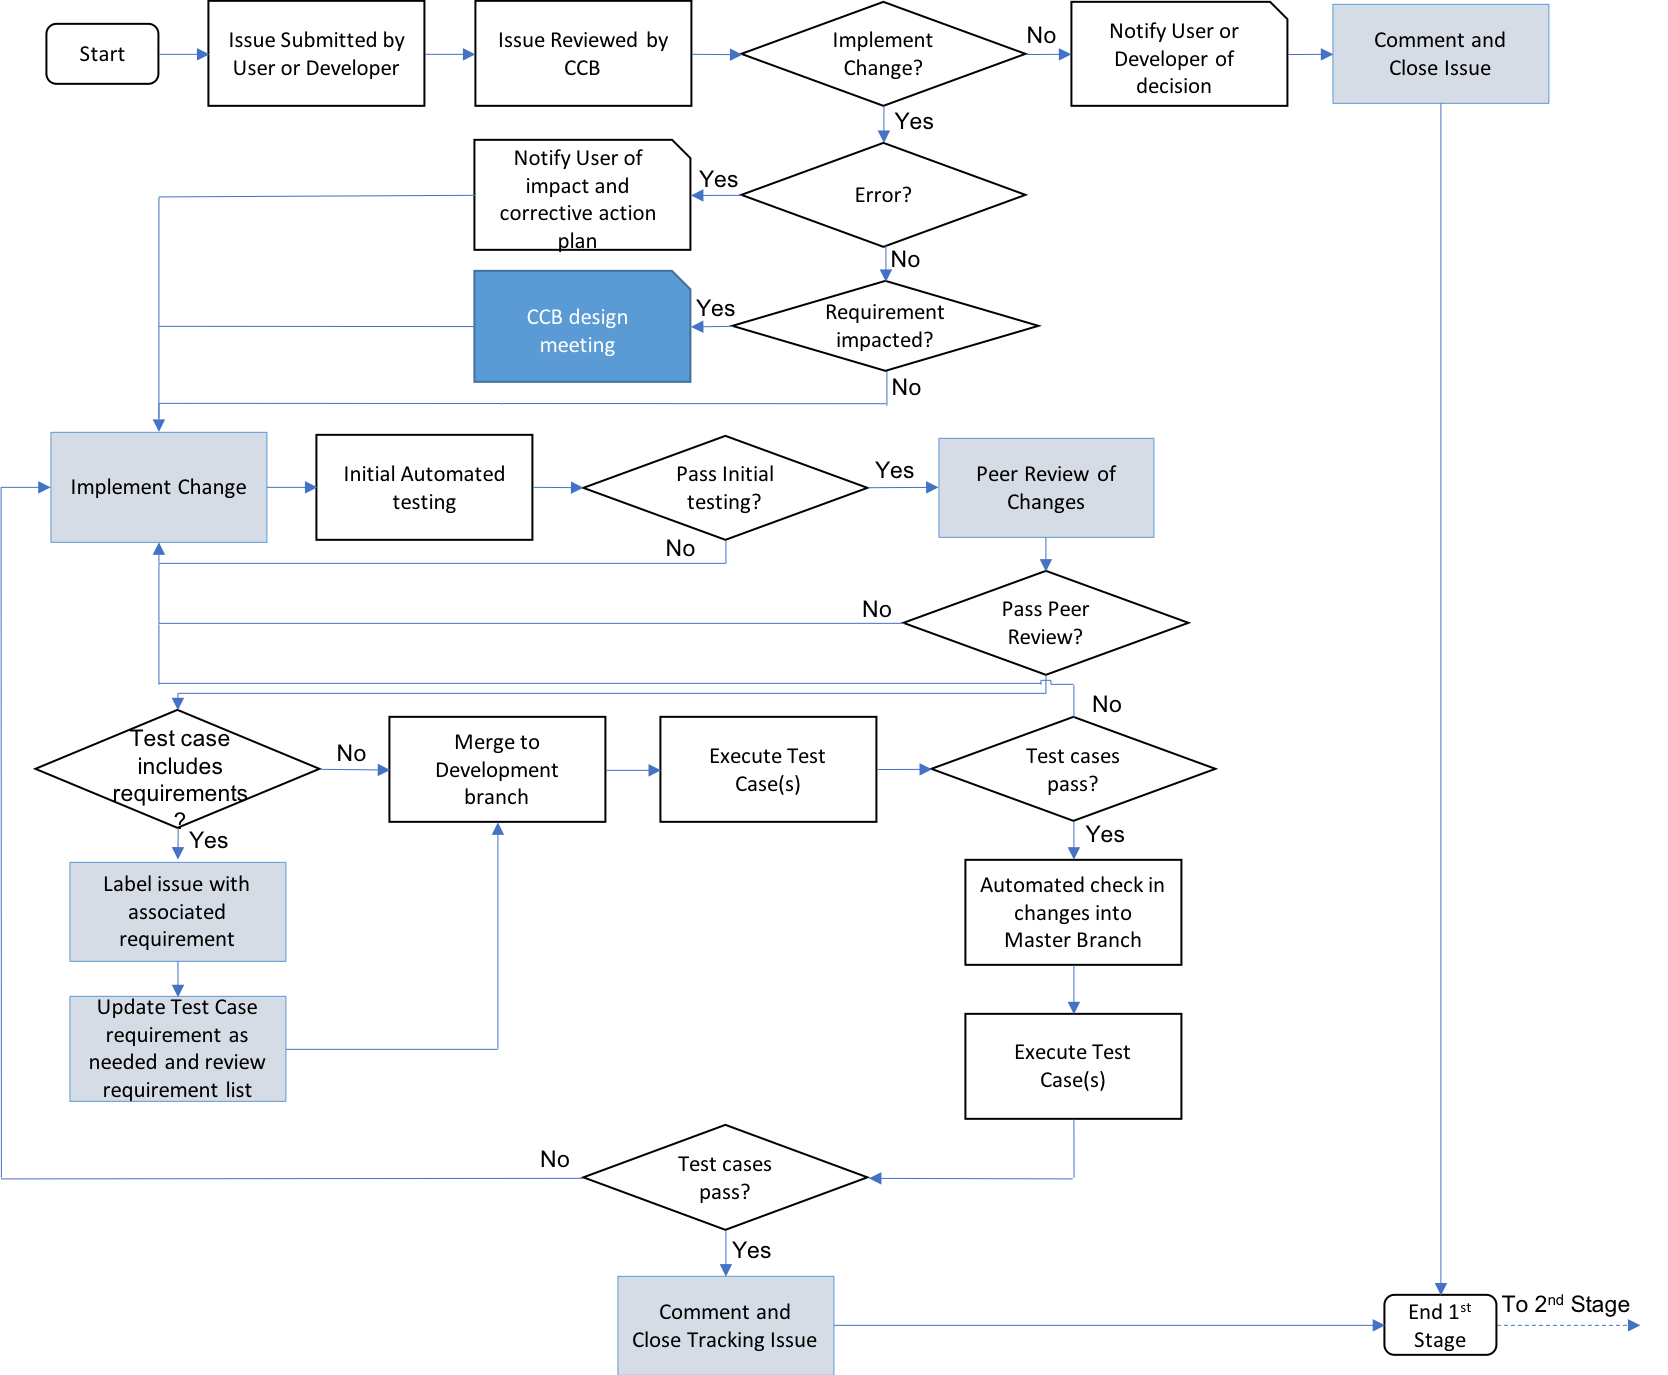 Start
Issue Submitted by
User or Developer
Issue Reviewed by
CCB
Implement
Change?
No
Notify User or
Developer of
decision
Comment and
Close Issue
Yes
Notify User of
impact and
corrective action
plan
Yes
Error?
No
CCB design
meeting
Yes
Requirement
impacted?
No
Implement Change
Initial Automated
testing
Pass Initial
testing?
Yes
Peer Review of
Changes
No
No
Pass Peer
Review?
No
Test case
includes
requirements
?
No
Merge to
Development
branch
Execute Test
Case(s)
Test cases
pass?
Yes
Yes
Label issue with
associated
requirement
Automated check in
changes into
Master Branch
Update Test Case
requirement as
needed and review
requirement list
Execute Test
Case(s)
No
Test cases
pass?
Yes
Comment and
Close Tracking Issue
End 1st
Stage
To 2nd Stage